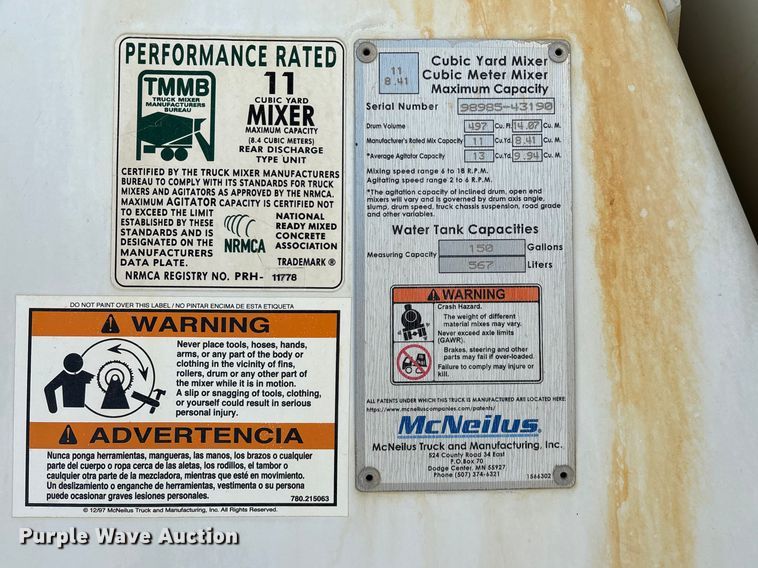 PERFORMANCE RATED
TMMB
TRUCK MIXER
MANUFACTURERS
BUREAU
11
CUBIC YARD
MIXER
MAXIMUM CAPACITY
(8.4 CUBIC METERS)
REAR DISCHARGE
TYPE UNIT
CERTIFIED BY THE TRUCK MIXER MANUFACTURERS
BUREAU TO COMPLY WITH ITS STANDARDS FOR TRUCK
MIXERS AND AGITATORS AS APPROVED BY THE NRMCA.
MAXIMUM AGITATOR CAPACITY IS CERTIFIED NOT
TO EXCEED THE LIMIT
ESTABLISHED BY THESE
STANDARDS AND IS
DESIGNATED ON THE
MANUFACTURERS
DATA PLATE.
NRMCA
NATIONAL
READY MIXED
CONCRETE
ASSOCIATION
TRADEMARK ®
NRMCA REGISTRY NO. PRH- 11778
DO NOT PAINT OVER THIS LABEL / NO PINTAR ENCIMA DE ESTA ETIQUETA
WARNING
Never place tools, hoses, hands,
arms, or any part of the body or
clothing in the vicinity of fins,
rollers, drum or any other part of
the mixer while it is in motion.
A slip or snagging of tools, clothing,
or yourself could result in serious
personal injury.
ADVERTENCIA
Nunca ponga herramientas, mangueras, las manos, los brazos o cualquier
parte del cuerpo o ropa cerca de las aletas, los rodillos, el tambor o
cualquier otra parte de la mezcladora, mientras que esté en movimiento.
Un deslizamiento o enganche de herramientas, vestimenta o su persona
puede ocasionar graves lesiones personales.
780.215063
© 12/97 McNeilus Truck and Manufacturing, Inc. All Rights Reserved.
11
8.41
Cubic Yard Mixer
Cubic Meter Mixer
Maximum Capacity
Serial Number 98985-43190
Drum Volume 497 Cu. Ft. 14.07 Cu. M.
Manufacturer's Rated Mix Capacity 11 Cu.Yd. 8.41 Cu. M.
*Average Agitator Capacity 13 Cu.Yd. 9.94 Cu. M.
Mixing speed range 6 to 18 R.P.M.
Agitating speed range 2 to 6 R.P.M.
*The agitation capacity of inclined drum, open end
mixers will vary and is governed by drum axis angle,
slump, drum speed, truck chassis suspension, road grade
and other variables.
Water Tank Capacities
Measuring Capacity 150 Gallons
567 Liters
WARNING
Crash Hazard.
The weight of different
material mixes may vary.
Never exceed axle limits
(GAWR).
Brakes, steering and other
parts may fail if over-loaded.
Failure to comply may injure or
kill.
ALL PATENTS UNDER WHICH THIS TRUCK IS MANUFACTURED ARE LOCATED HERE:
https://www.mcneiluscompanies.com/patents/
McNeilus
McNeilus Truck and Manufacturing, Inc.
524 County Road 34 East
P.O.Box 70
Dodge Center, MN 55927
Phone (507) 374-6321
1566302
Purple Wave Auction